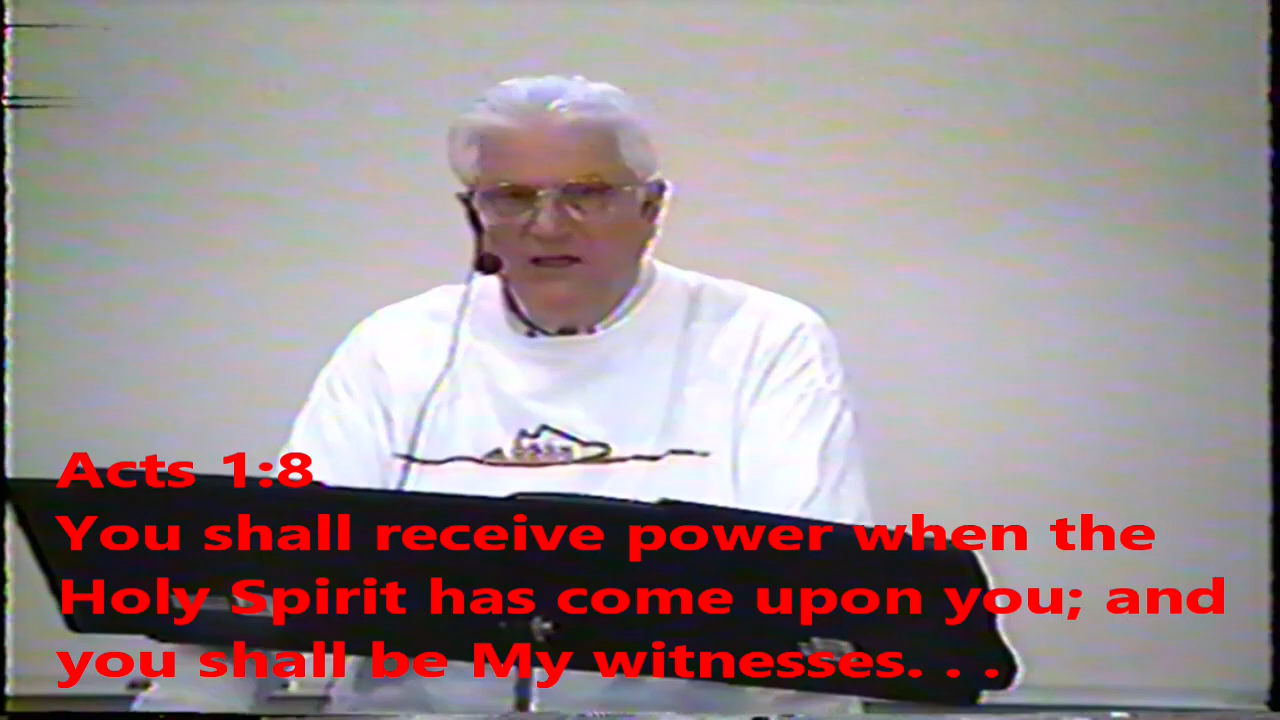 Acts 1:8
You shall receive power when the
Holy Spirit has come upon you; and
you shall be My witnesses. . .